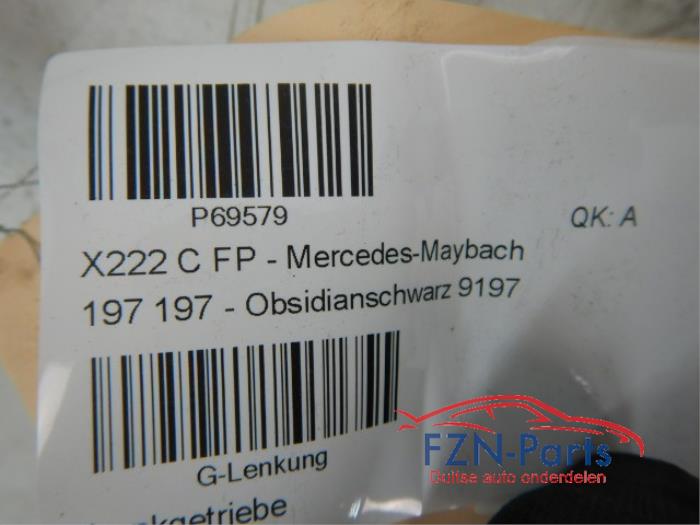 P69579
QK: A
X222 C FP - Mercedes-Maybach
197 197 - Obsidianschwarz 9197
G-Lenkung
FZN-Parts
Duitse auto onderdelen